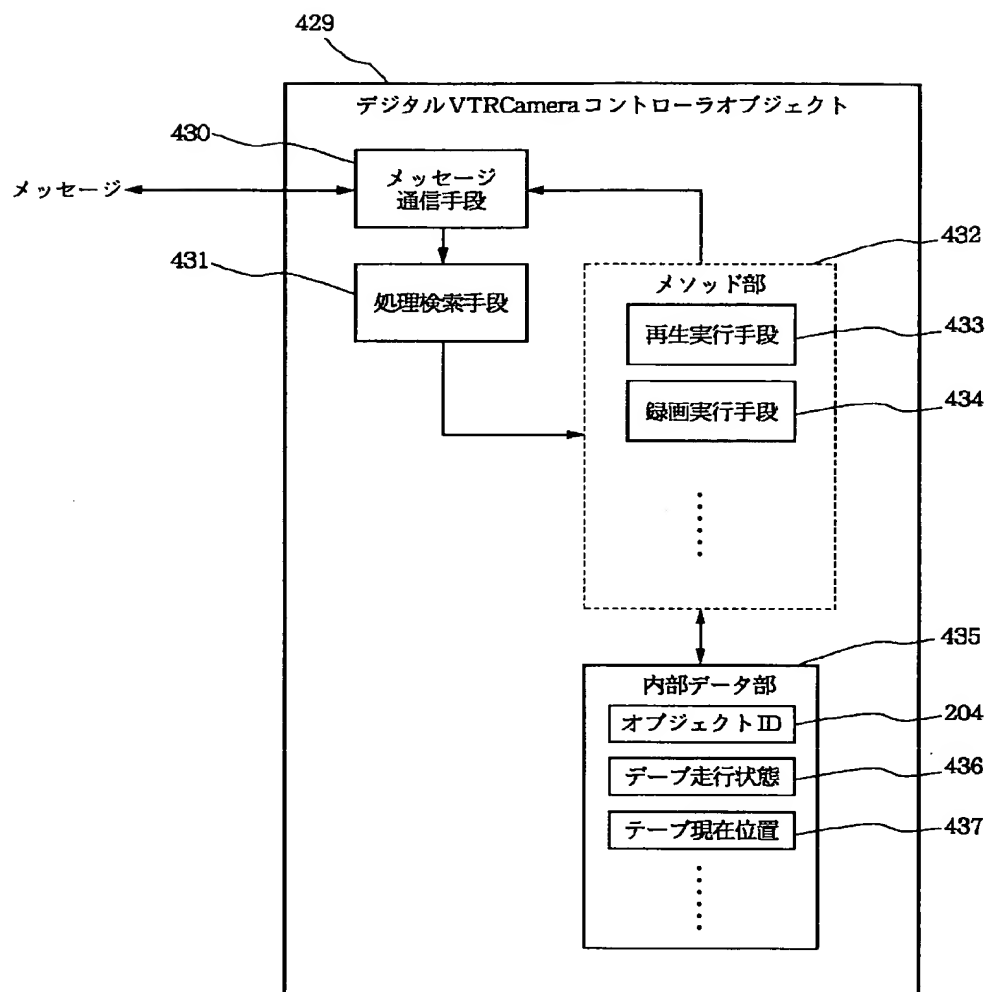 429
デジタルVTRCameraコントローラオブジェクト
430
メッセージ
メッセージ
通信手段
431
処理検索手段
432
メソッド部
再生実行手段
433
録画実行手段
434
435
内部データ部
オブジェクトID
204
デープ走行状態
436
テープ現在位置
437